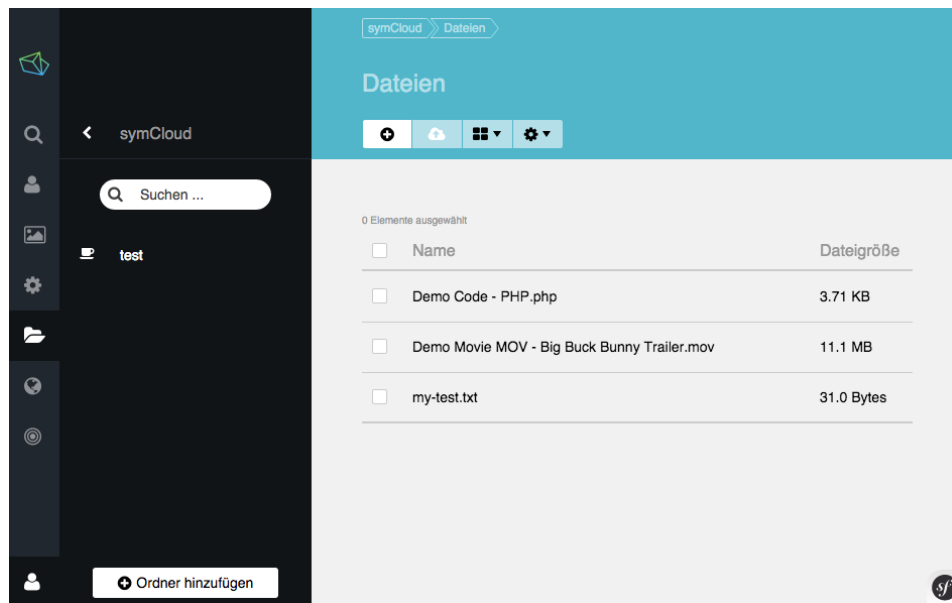 symCloud Dateien
Dateien
symCloud
Suchen ...
test
0 Elemente ausgewählt
Name Dateigröße
Demo Code - PHP.php 3.71 KB
Demo Movie MOV - Big Buck Bunny Trailer.mov 11.1 MB
my-test.txt 31.0 Bytes
Ordner hinzufügen
sf